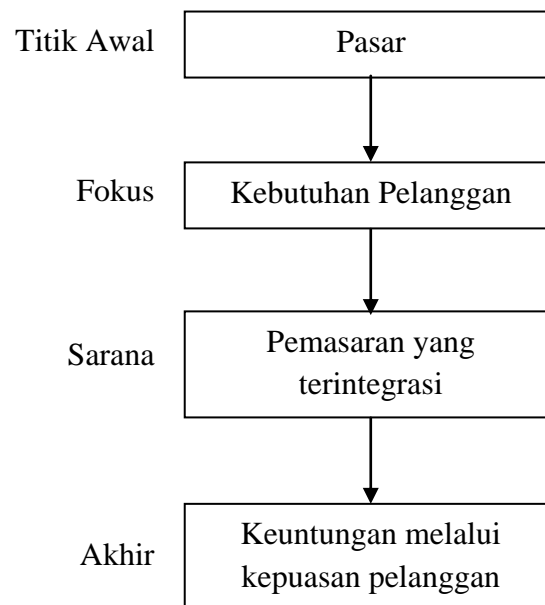 Titik Awal
Pasar
Fokus
Kebutuhan Pelanggan
Sarana
Pemasaran yang
terintegrasi
Akhir
Keuntungan melalui
kepuasan pelanggan